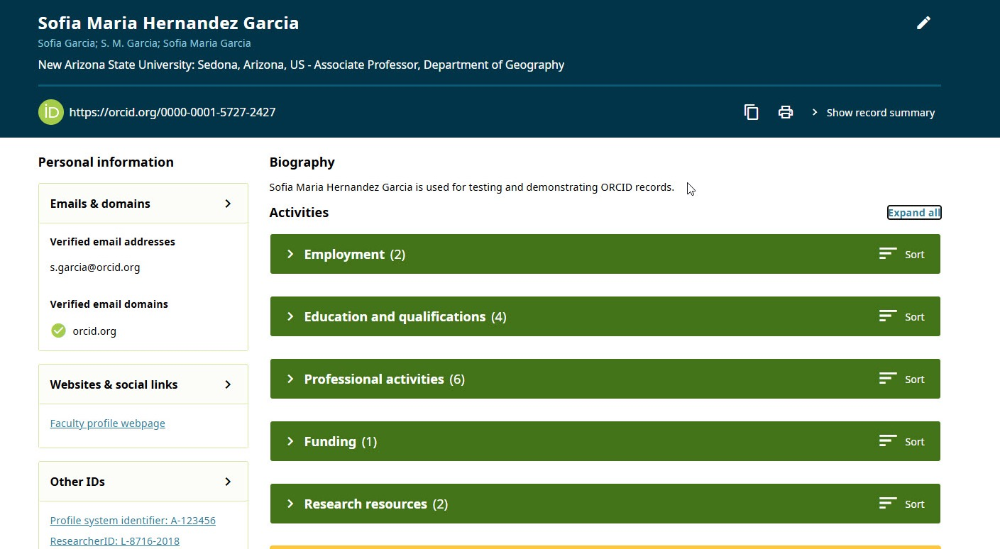 Sofia Maria Hernandez Garcia
Sofia Garcia; S. M. Garcia; Sofia Maria Garcia
New Arizona State University: Sedona, Arizona, US - Associate Professor, Department of Geography
iD https://orcid.org/0000-0001-5727-2427
Show record summary
Personal information
Emails & domains
Verified email addresses
s.garcia@orcid.org
Verified email domains
orcid.org
Websites & social links
Faculty profile webpage
Other IDs
Profile system identifier: A-123456
ResearcherID: L-8716-2018
Biography
Sofia Maria Hernandez Garcia is used for testing and demonstrating ORCID records.
Activities
Expand all
Employment (2) Sort
Education and qualifications (4) Sort
Professional activities (6) Sort
Funding (1) Sort
Research resources (2) Sort